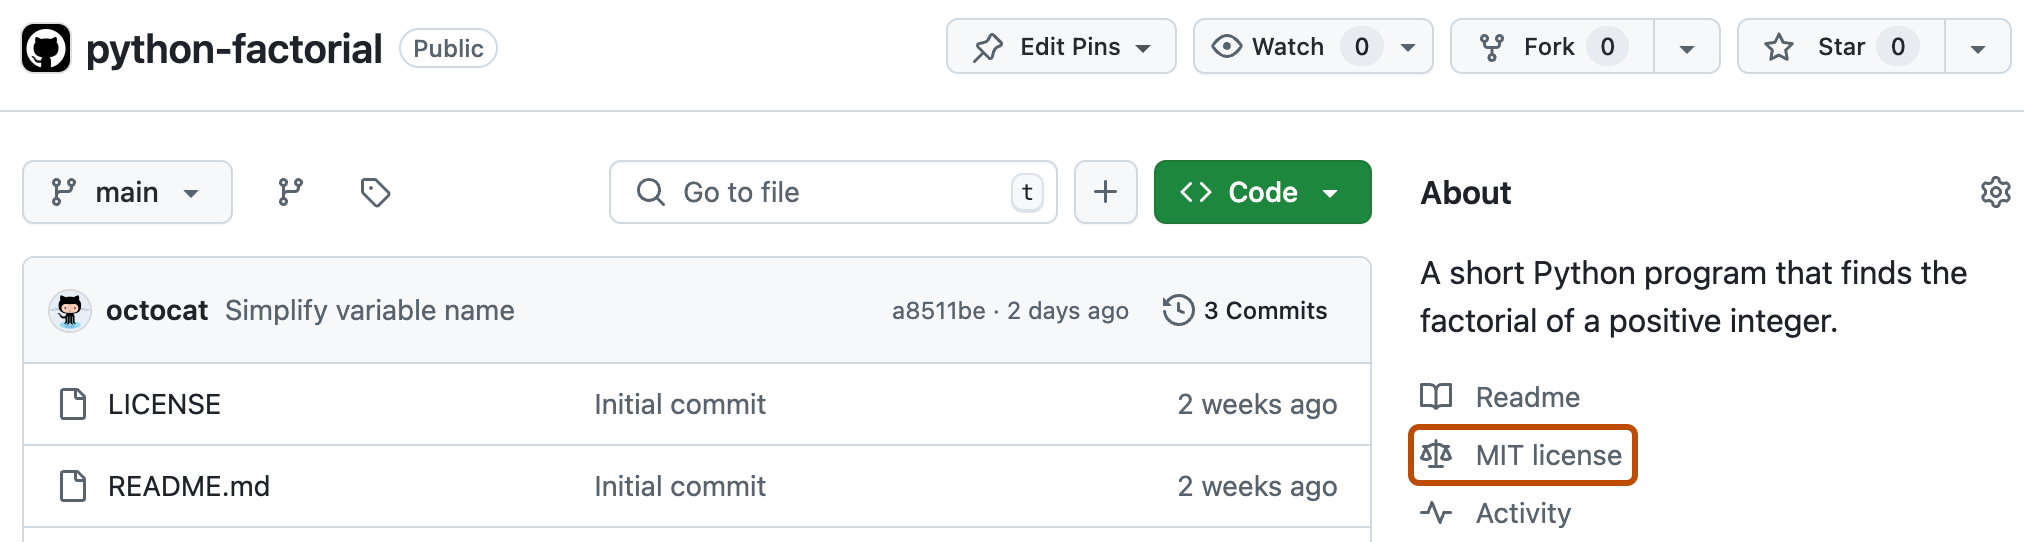 python-factorial Public Edit Pins Watch 0 Fork 0 Star 0
main Go to file t Code
About
A short Python program that finds the
factorial of a positive integer.
octocat Simplify variable name a8511be · 2 days ago 3 Commits
LICENSE Initial commit 2 weeks ago
README.md Initial commit 2 weeks ago
Readme
MIT license
Activity